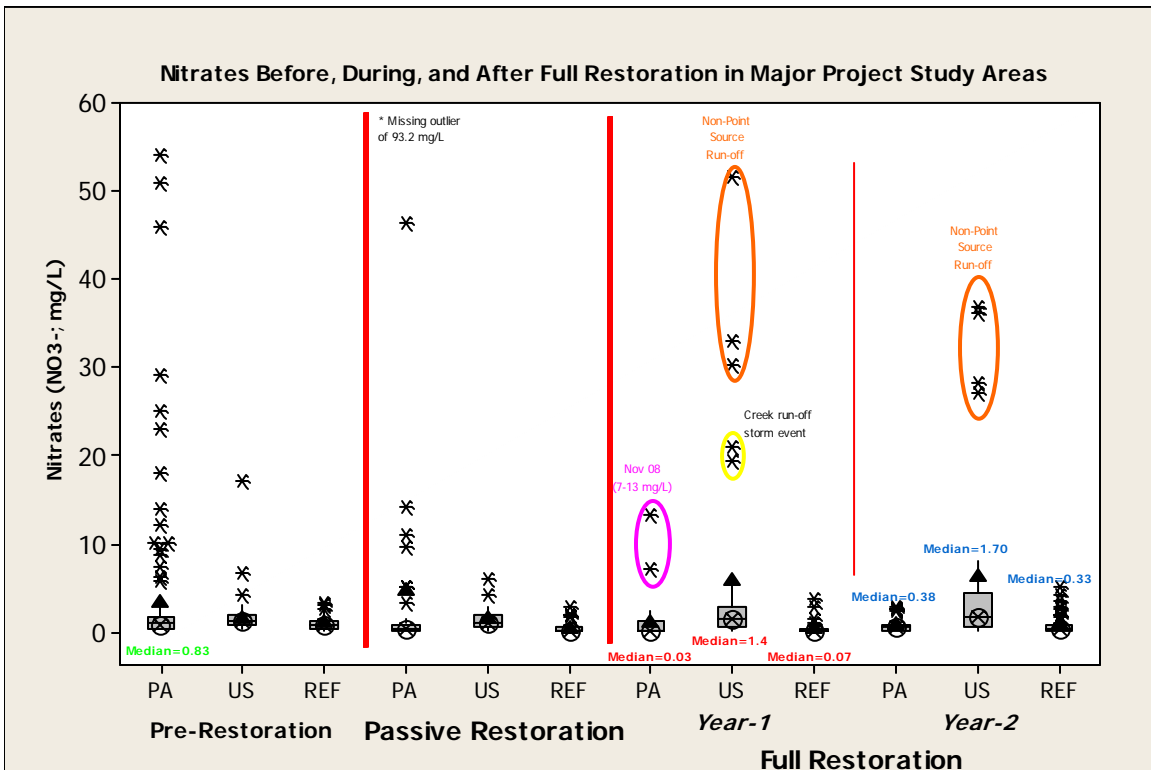 Nitrates Before, During, and After Full Restoration in Major Project Study Areas
60
50
40
30
20
10
0
Nitrates (NO3-; mg/L)
* Missing outlier
of 93.2 mg/L
Non-Point
Source
Run-off
Non-Point
Source
Run-off
Creek run-off
storm event
Nov 08
(7-13 mg/L)
Median=1.70
Median=0.33
Median=0.38
Median=0.83
Median=0.03
Median=1.4
Median=0.07
PA US REF PA US REF PA US REF PA US REF
Pre-Restoration Passive Restoration Year-1 Year-2
Full Restoration